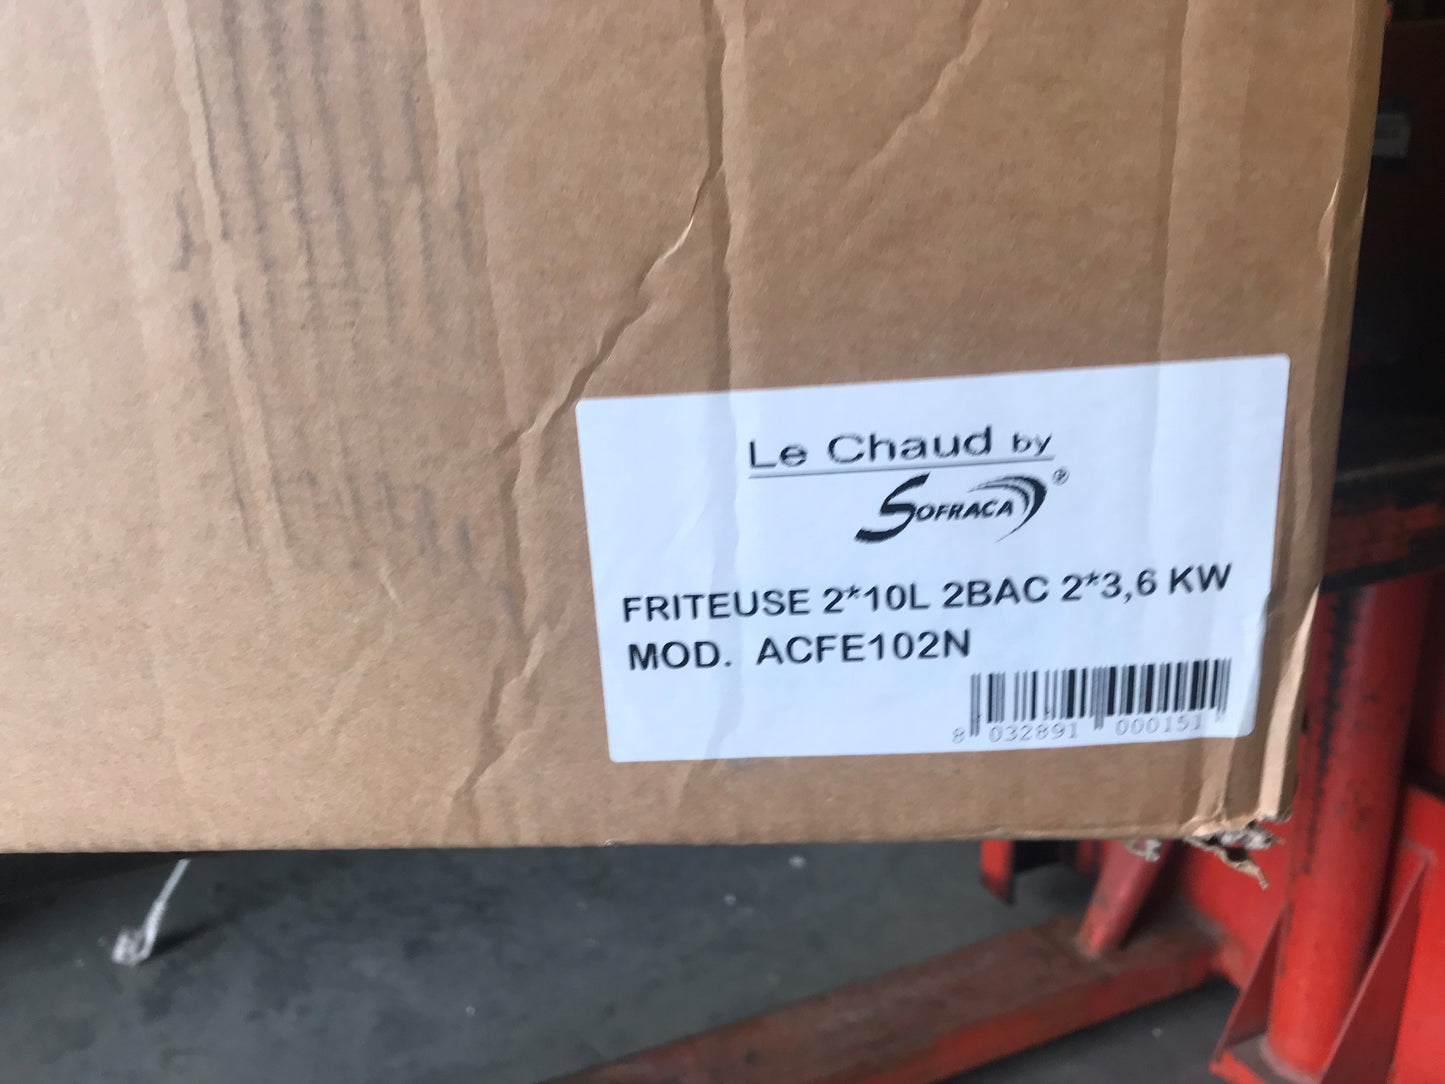 Le Chaud by
SOFRACA®
FRITEUSE 2*10L 2BAC 2*3,6 KW
MOD. ACFE102N
8 032891 000151